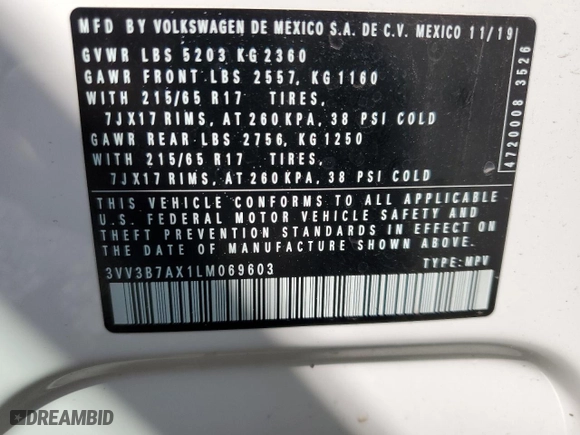 MFD BY VOLKSWAGEN DE MEXICO S.A. DE C.V. MEXICO 11/19
GVWR LBS 5203 KG 2360
GAWR FRONT LBS 2557, KG 1160
WITH 215/65 R17 TIRES,
7JX17 RIMS, AT 260 KPA, 38 PSI COLD
GAWR REAR LBS 2756, KG 1250
WITH 215/65 R17 TIRES,
7JX17 RIMS, AT 260 KPA, 38 PSI COLD
THIS VEHICLE CONFORMS TO ALL APPLICABLE
U.S. FEDERAL MOTOR VEHICLE SAFETY AND
THEFT PREVENTION STANDARDS IN EFFECT ON
THE DATE OF MANUFACTURE SHOWN ABOVE.
3VV3B7AX1LM069603 TYPE: MPV
4720008 3526
DREAMBID